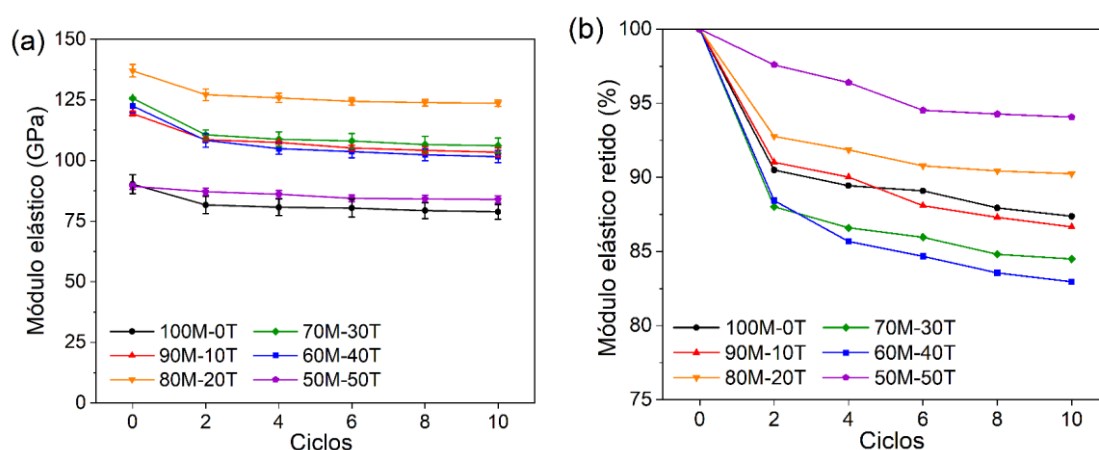 (a)
Módulo elástico (GPa)
150
125
100
75
50
25
0
100M-0T
90M-10T
80M-20T
70M-30T
60M-40T
50M-50T
0 2 4 6 8 10
Ciclos
(b)
Módulo elástico retido (%)
100
95
90
85
80
75
100M-0T
90M-10T
80M-20T
70M-30T
60M-40T
50M-50T
0 2 4 6 8 10
Ciclos